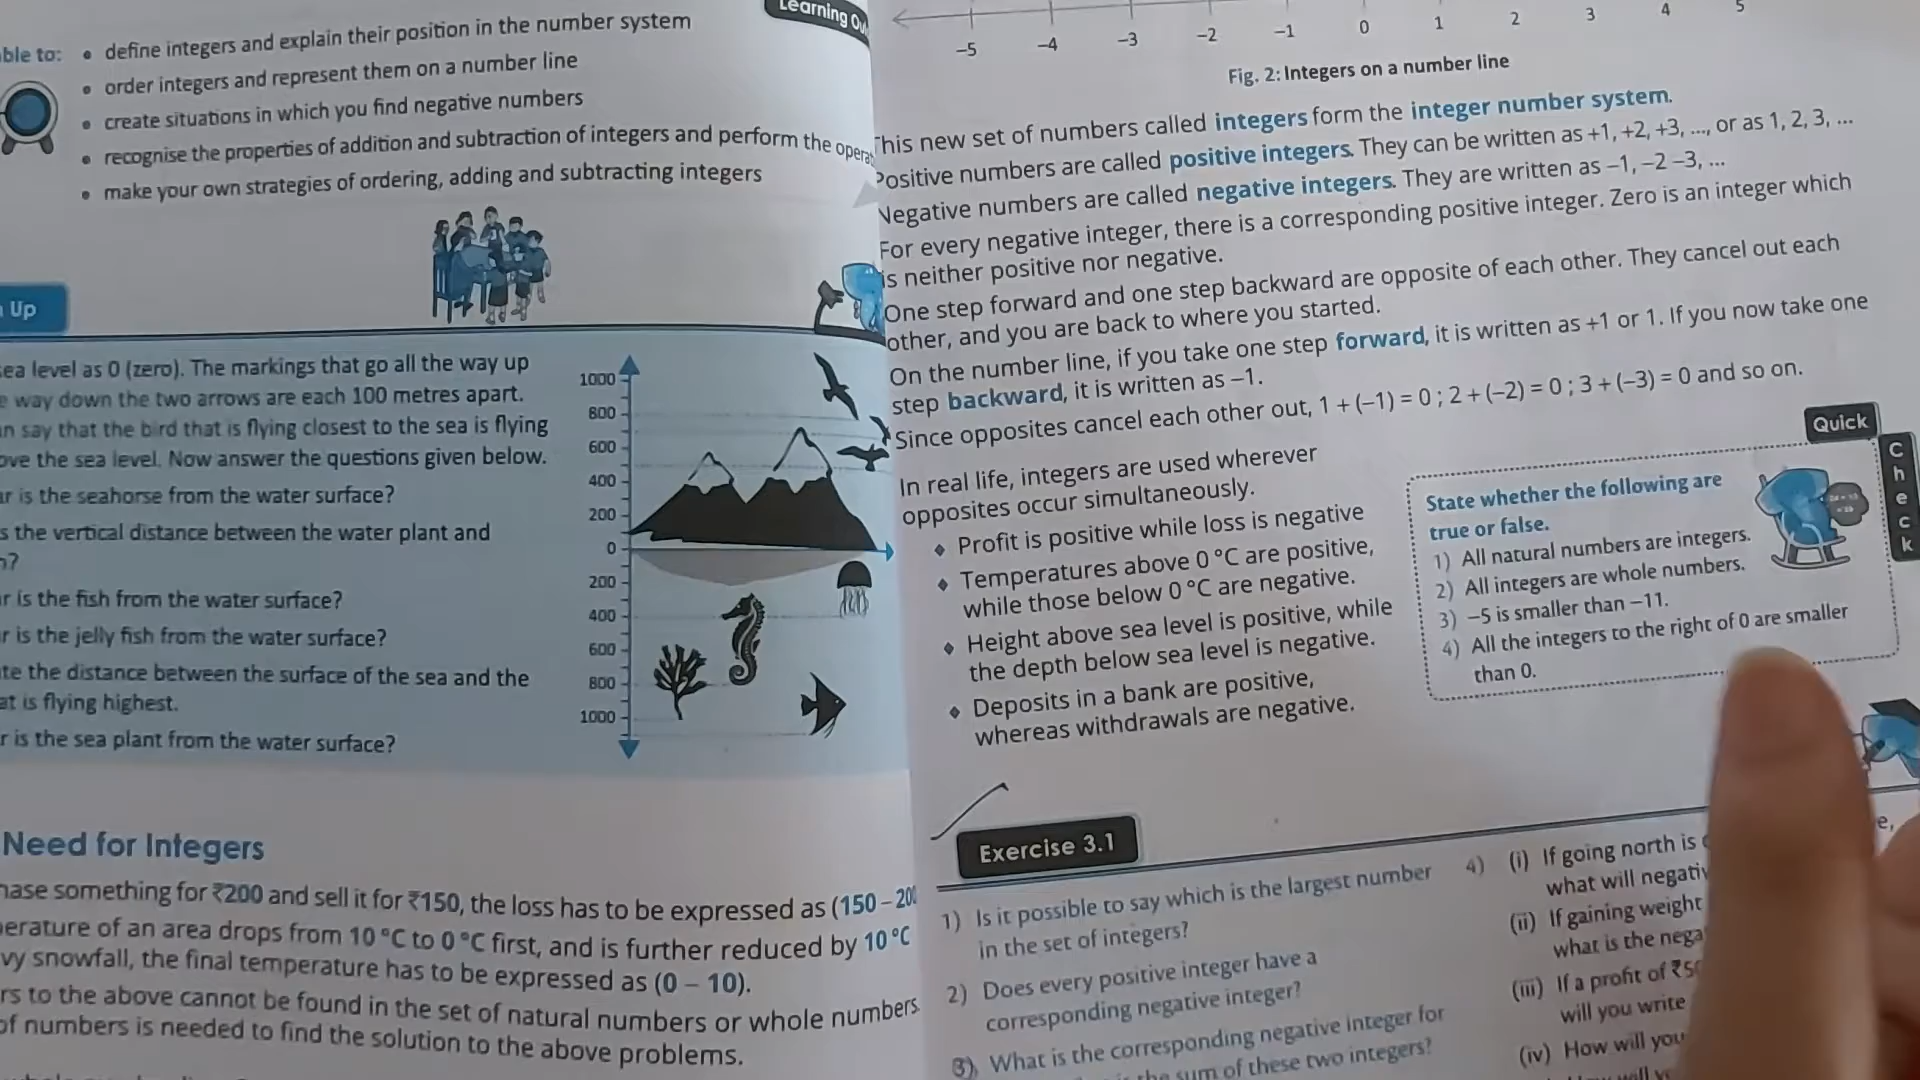 Learning Ou
ble to:
• define integers and explain their position in the number system
• order integers and represent them on a number line
• create situations in which you find negative numbers
• recognise the properties of addition and subtraction of integers and perform the operat
• make your own strategies of ordering, adding and subtracting integers
Up
sea level as 0 (zero). The markings that go all the way up
e way down the two arrows are each 100 metres apart.
an say that the bird that is flying closest to the sea is flying
ove the sea level. Now answer the questions given below.
ar is the seahorse from the water surface?
s the vertical distance between the water plant and
n?
r is the fish from the water surface?
r is the jelly fish from the water surface?
te the distance between the surface of the sea and the
at is flying highest.
r is the sea plant from the water surface?
1000
800
600
400
200
0
200
400
600
800
1000
Need for Integers
hase something for ₹200 and sell it for ₹150, the loss has to be expressed as (150 – 200
erature of an area drops from 10 °C to 0 °C first, and is further reduced by 10 °C
vy snowfall, the final temperature has to be expressed as (0 – 10).
rs to the above cannot be found in the set of natural numbers or whole numbers.
of numbers is needed to find the solution to the above problems.
–5 –4 –3 –2 –1 0 1 2 3 4 5
Fig. 2: Integers on a number line
This new set of numbers called integers form the integer number system.
Positive numbers are called positive integers. They can be written as +1, +2, +3, ..., or as 1, 2, 3, ...
Negative numbers are called negative integers. They are written as –1, –2 –3, ...
For every negative integer, there is a corresponding positive integer. Zero is an integer which
is neither positive nor negative.
One step forward and one step backward are opposite of each other. They cancel out each
other, and you are back to where you started.
On the number line, if you take one step forward, it is written as +1 or 1. If you now take one
step backward, it is written as –1.
Since opposites cancel each other out, 1 + (–1) = 0 ; 2 + (–2) = 0 ; 3 + (–3) = 0 and so on.
In real life, integers are used wherever
opposites occur simultaneously.
◆ Profit is positive while loss is negative
◆ Temperatures above 0 °C are positive,
while those below 0 °C are negative.
◆ Height above sea level is positive, while
the depth below sea level is negative.
◆ Deposits in a bank are positive,
whereas withdrawals are negative.
Quick
Check
State whether the following are
true or false.
1) All natural numbers are integers.
2) All integers are whole numbers.
3) –5 is smaller than –11.
4) All the integers to the right of 0 are smaller
than 0.
Exercise 3.1
1) Is it possible to say which is the largest number
in the set of integers?
2) Does every positive integer have a
corresponding negative integer?
3) What is the corresponding negative integer for
the sum of these two integers?
4) (i) If going north is
what will negativ
(ii) If gaining weight
what is the nega
(iii) If a profit of ₹50
will you write
(iv) How will you
e,